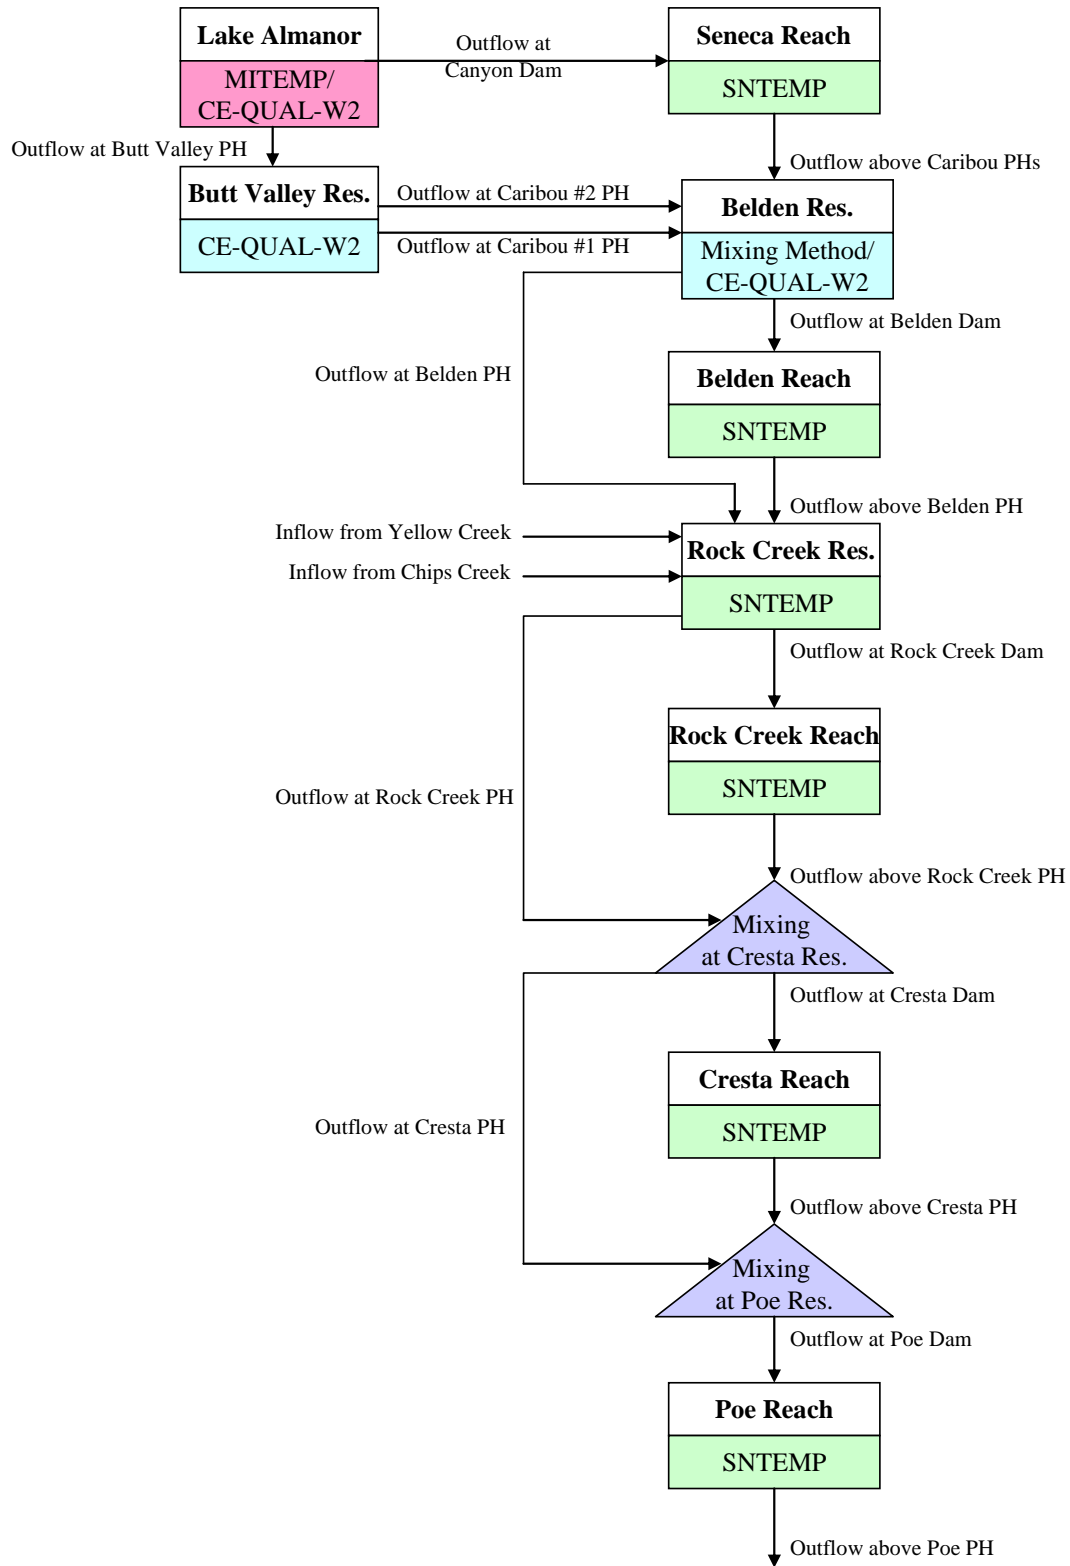 Lake Almanor
MITEMP/
CE-QUAL-W2
Outflow at
Canyon Dam
Seneca Reach
SNTEMP
Outflow at Butt Valley PH
Outflow above Caribou PHs
Butt Valley Res.
CE-QUAL-W2
Outflow at Caribou #2 PH
Outflow at Caribou #1 PH
Belden Res.
Mixing Method/
CE-QUAL-W2
Outflow at Belden Dam
Outflow at Belden PH
Belden Reach
SNTEMP
Outflow above Belden PH
Inflow from Yellow Creek
Inflow from Chips Creek
Rock Creek Res.
SNTEMP
Outflow at Rock Creek Dam
Rock Creek Reach
SNTEMP
Outflow at Rock Creek PH
Outflow above Rock Creek PH
Mixing
at Cresta Res.
Outflow at Cresta Dam
Cresta Reach
SNTEMP
Outflow at Cresta PH
Outflow above Cresta PH
Mixing
at Poe Res.
Outflow at Poe Dam
Poe Reach
SNTEMP
Outflow above Poe PH